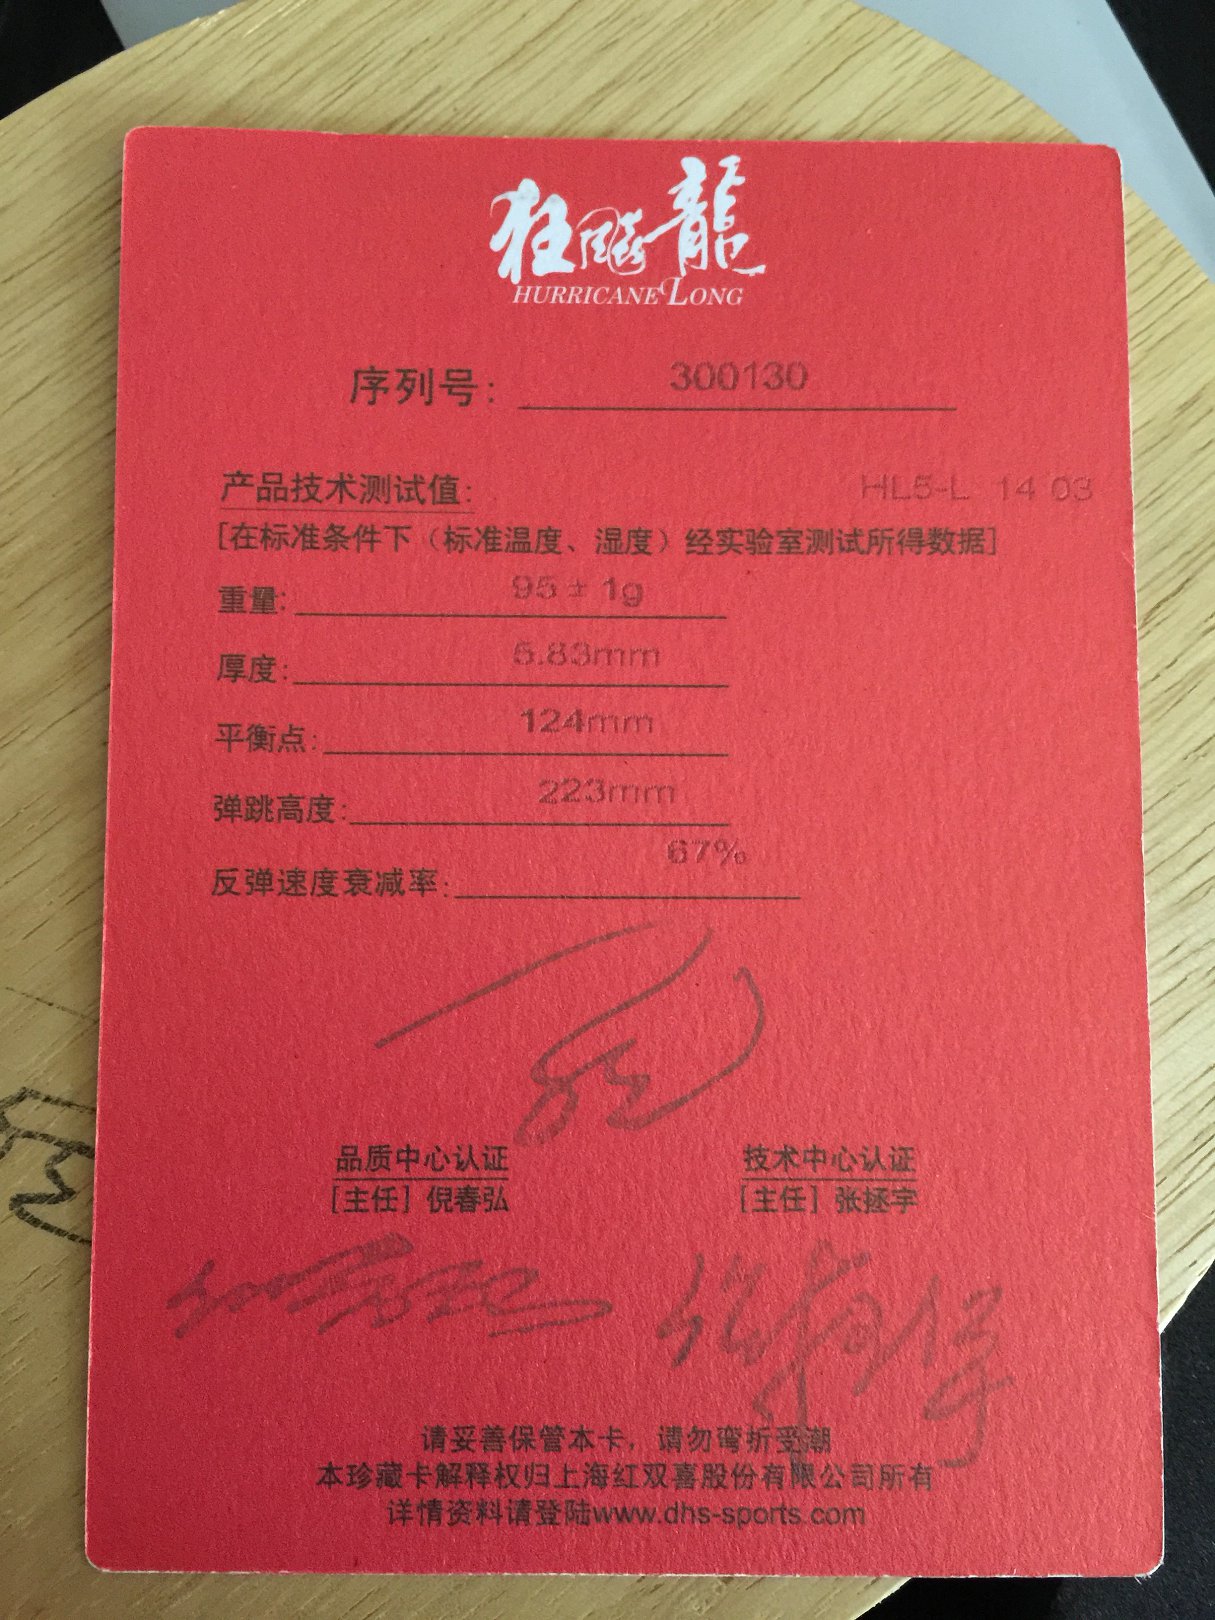 狂飚龍
HURRICANE LONG
序列号: 300130
产品技术测试值: HL5-L 14 03
[在标准条件下（标准温度、湿度）经实验室测试所得数据]
重量: 95 ± 1g
厚度: 5.83mm
平衡点: 124mm
弹跳高度: 223mm
反弹速度衰减率: 67%
品质中心认证 技术中心认证
[主任] 倪春弘 [主任] 张拯宇
请妥善保管本卡，请勿弯折受潮
本珍藏卡解释权归上海红双喜股份有限公司所有
详情资料请登陆www.dhs-sports.com